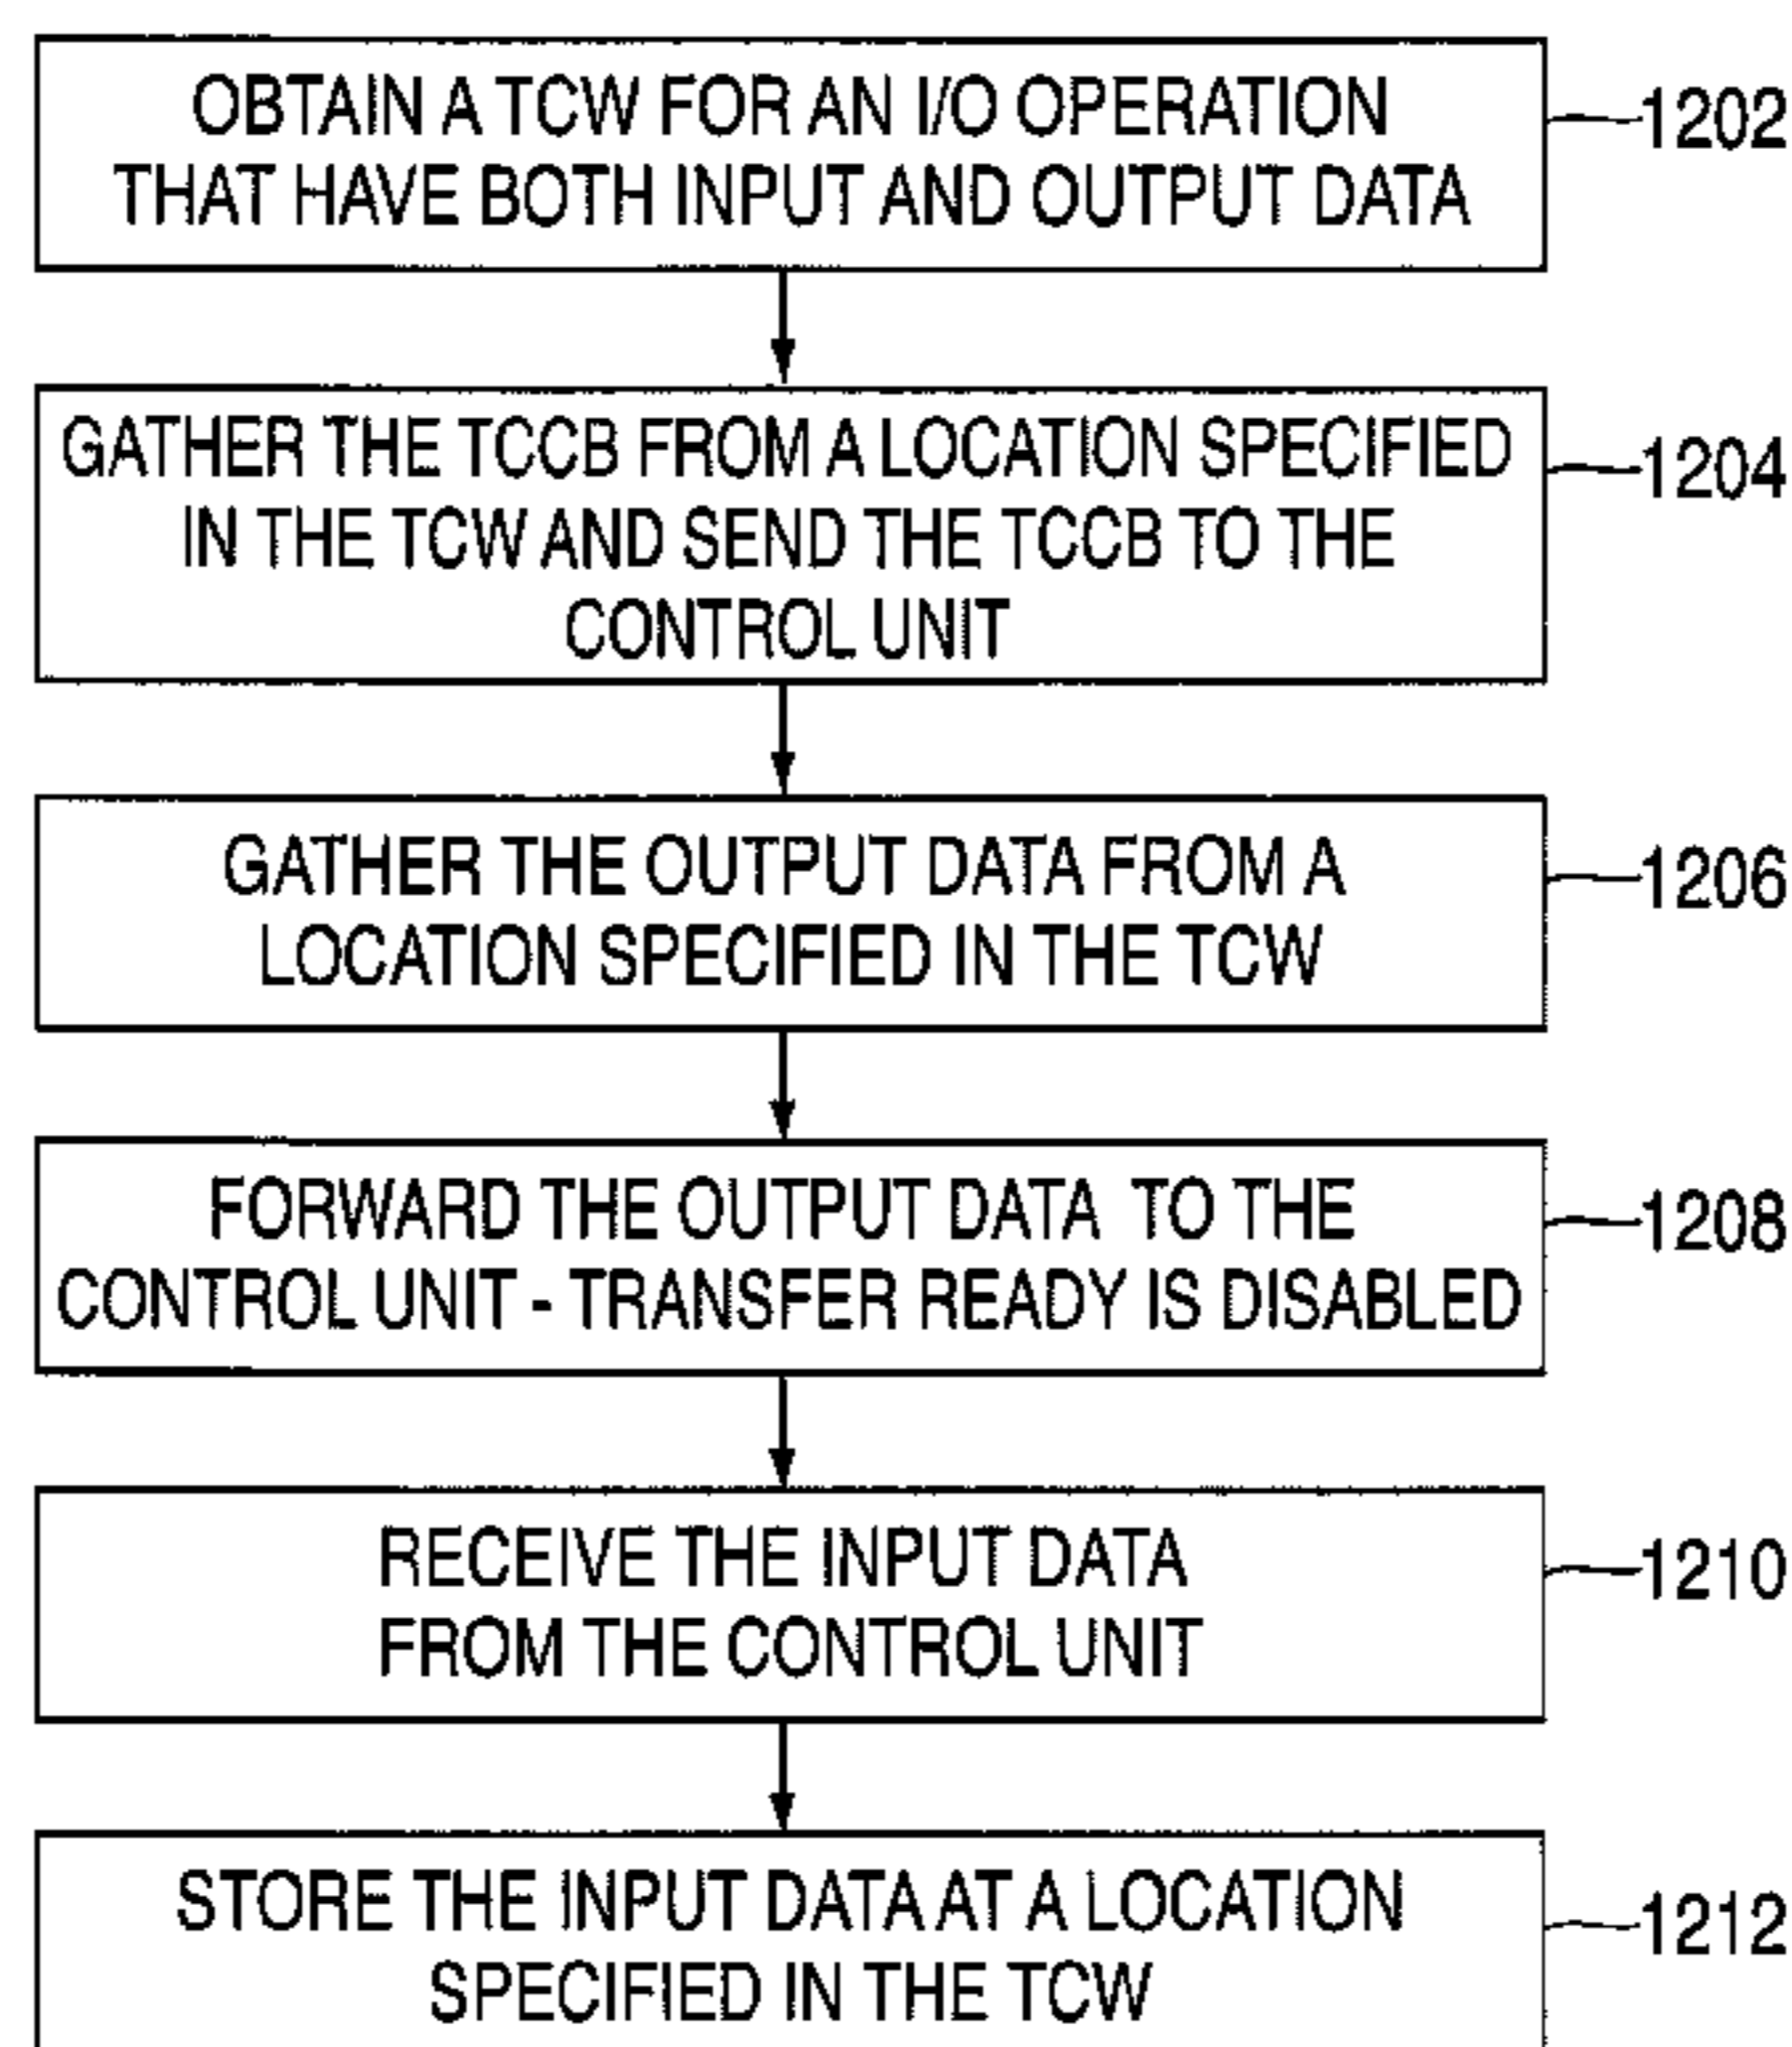 OBTAIN A TCW FOR AN I/O OPERATION
THAT HAVE BOTH INPUT AND OUTPUT DATA
1202
GATHER THE TCCB FROM A LOCATION SPECIFIED
IN THE TCW AND SEND THE TCCB TO THE
CONTROL UNIT
1204
GATHER THE OUTPUT DATA FROM A
LOCATION SPECIFIED IN THE TCW
1206
FORWARD THE OUTPUT DATA TO THE
CONTROL UNIT - TRANSFER READY IS DISABLED
1208
RECEIVE THE INPUT DATA
FROM THE CONTROL UNIT
1210
STORE THE INPUT DATA AT A LOCATION
SPECIFIED IN THE TCW
1212